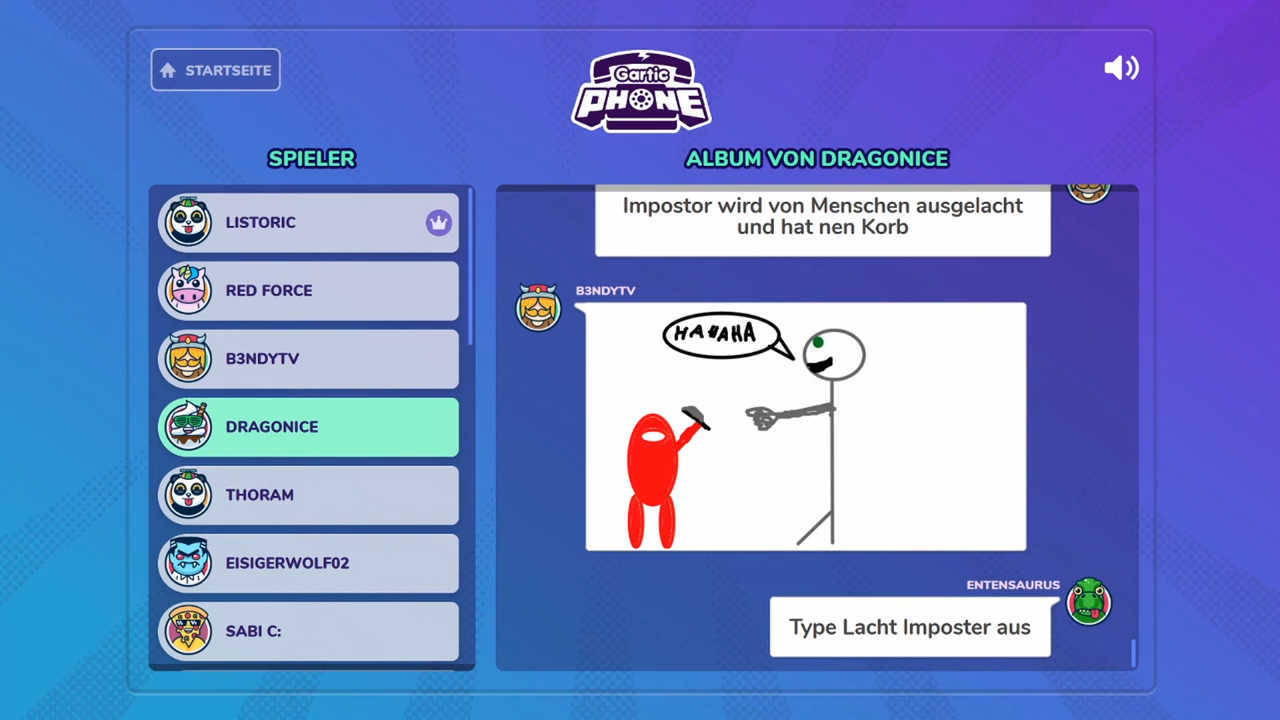 STARTSEITE
Gartic
PHONE
SPIELER
ALBUM VON DRAGONICE
LISTORIC
RED FORCE
B3NDYTV
DRAGONICE
THORAM
EISIGERWOLF02
SABI C:
Impostor wird von Menschen ausgelacht
und hat nen Korb
B3NDYTV
HAHAHA
ENTENSAURUS
Type Lacht Imposter aus